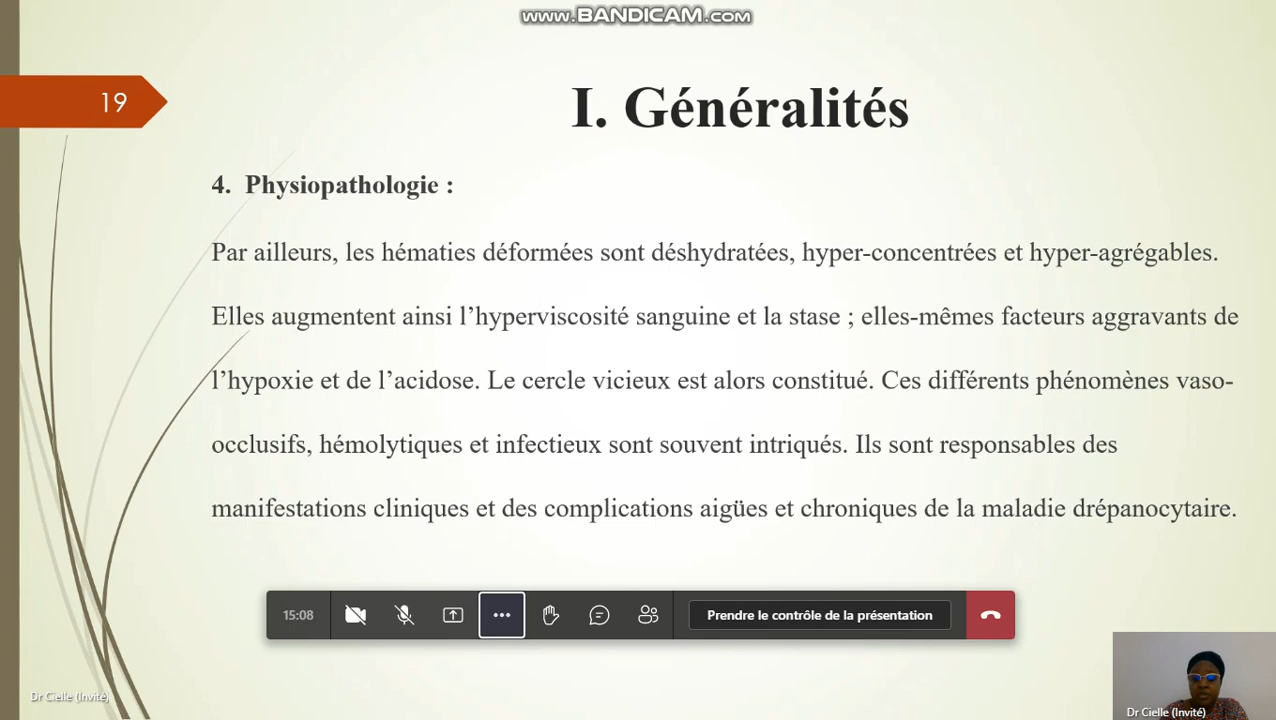 www.BANDICAM.com
19
I. Généralités
4. Physiopathologie :
Par ailleurs, les hématies déformées sont déshydratées, hyper-concentrées et hyper-agrégables.
Elles augmentent ainsi l’hyperviscosité sanguine et la stase ; elles-mêmes facteurs aggravants de
l’hypoxie et de l’acidose. Le cercle vicieux est alors constitué. Ces différents phénomènes vaso-
occlusifs, hémolytiques et infectieux sont souvent intriqués. Ils sont responsables des
manifestations cliniques et des complications aigües et chroniques de la maladie drépanocytaire.
15:08
Prendre le contrôle de la présentation
Dr Cielle (Invité)
Dr Cielle (Invité)